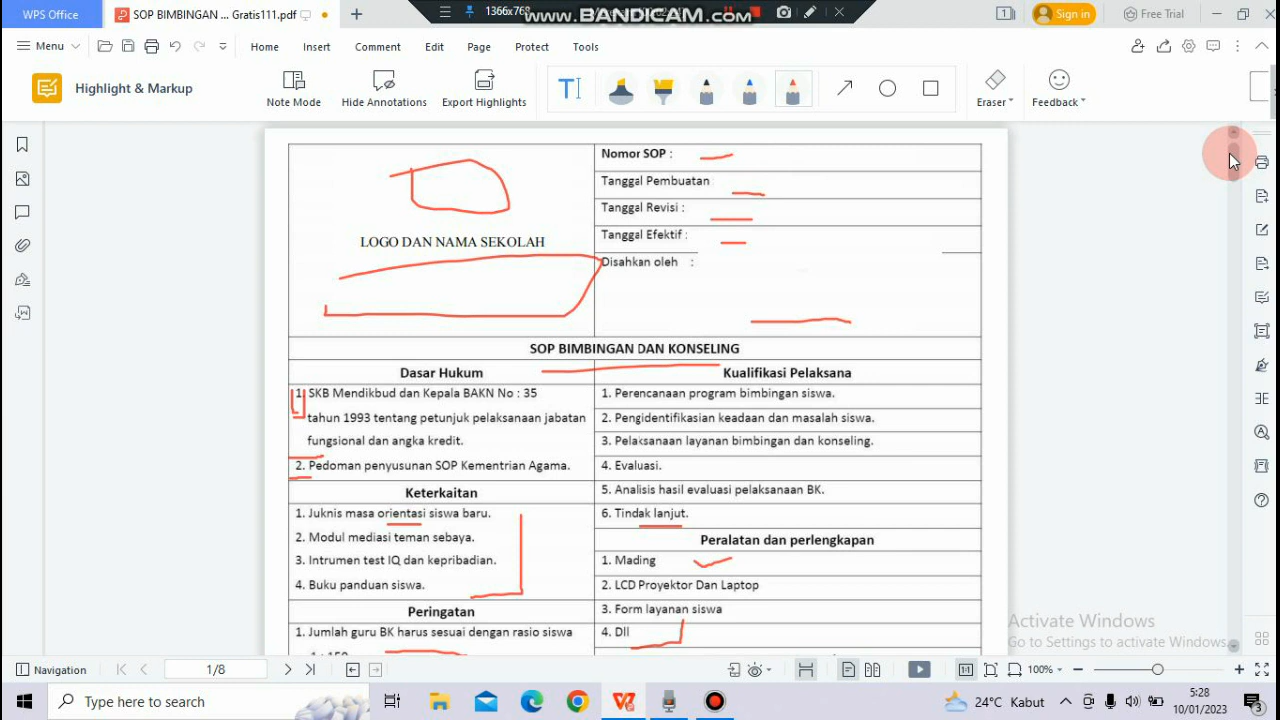 WPS Office
SOP BIMBINGAN ... Gratis111.pdf
1366x768
www.BANDICAM.com
Sign in
Free Trial
Menu
Home
Insert
Comment
Edit
Page
Protect
Tools
Highlight & Markup
Note Mode
Hide Annotations
Export Highlights
Eraser
Feedback
LOGO DAN NAMA SEKOLAH
Nomor SOP :
Tanggal Pembuatan
Tanggal Revisi :
Tanggal Efektif :
Disahkan oleh :
SOP BIMBINGAN DAN KONSELING
Dasar Hukum
1. SKB Mendikbud dan Kepala BAKN No : 35
tahun 1993 tentang petunjuk pelaksanaan jabatan
fungsional dan angka kredit.
2. Pedoman penyusunan SOP Kementrian Agama.
Keterkaitan
1. Juknis masa orientasi siswa baru.
2. Modul mediasi teman sebaya.
3. Intrumen test IQ dan kepribadian.
4. Buku panduan siswa.
Peringatan
1. Jumlah guru BK harus sesuai dengan rasio siswa
1 : 150
Kualifikasi Pelaksana
1. Perencanaan program bimbingan siswa.
2. Pengidentifikasian keadaan dan masalah siswa.
3. Pelaksanaan layanan bimbingan dan konseling.
4. Evaluasi.
5. Analisis hasil evaluasi pelaksanaan BK.
6. Tindak lanjut.
Peralatan dan perlengkapan
1. Mading
2. LCD Proyektor Dan Laptop
3. Form layanan siswa
4. Dll
Activate Windows
Go to Settings to activate Windows.
Navigation
1/8
100%
Type here to search
24°C Kabut
5:28
10/01/2023
3